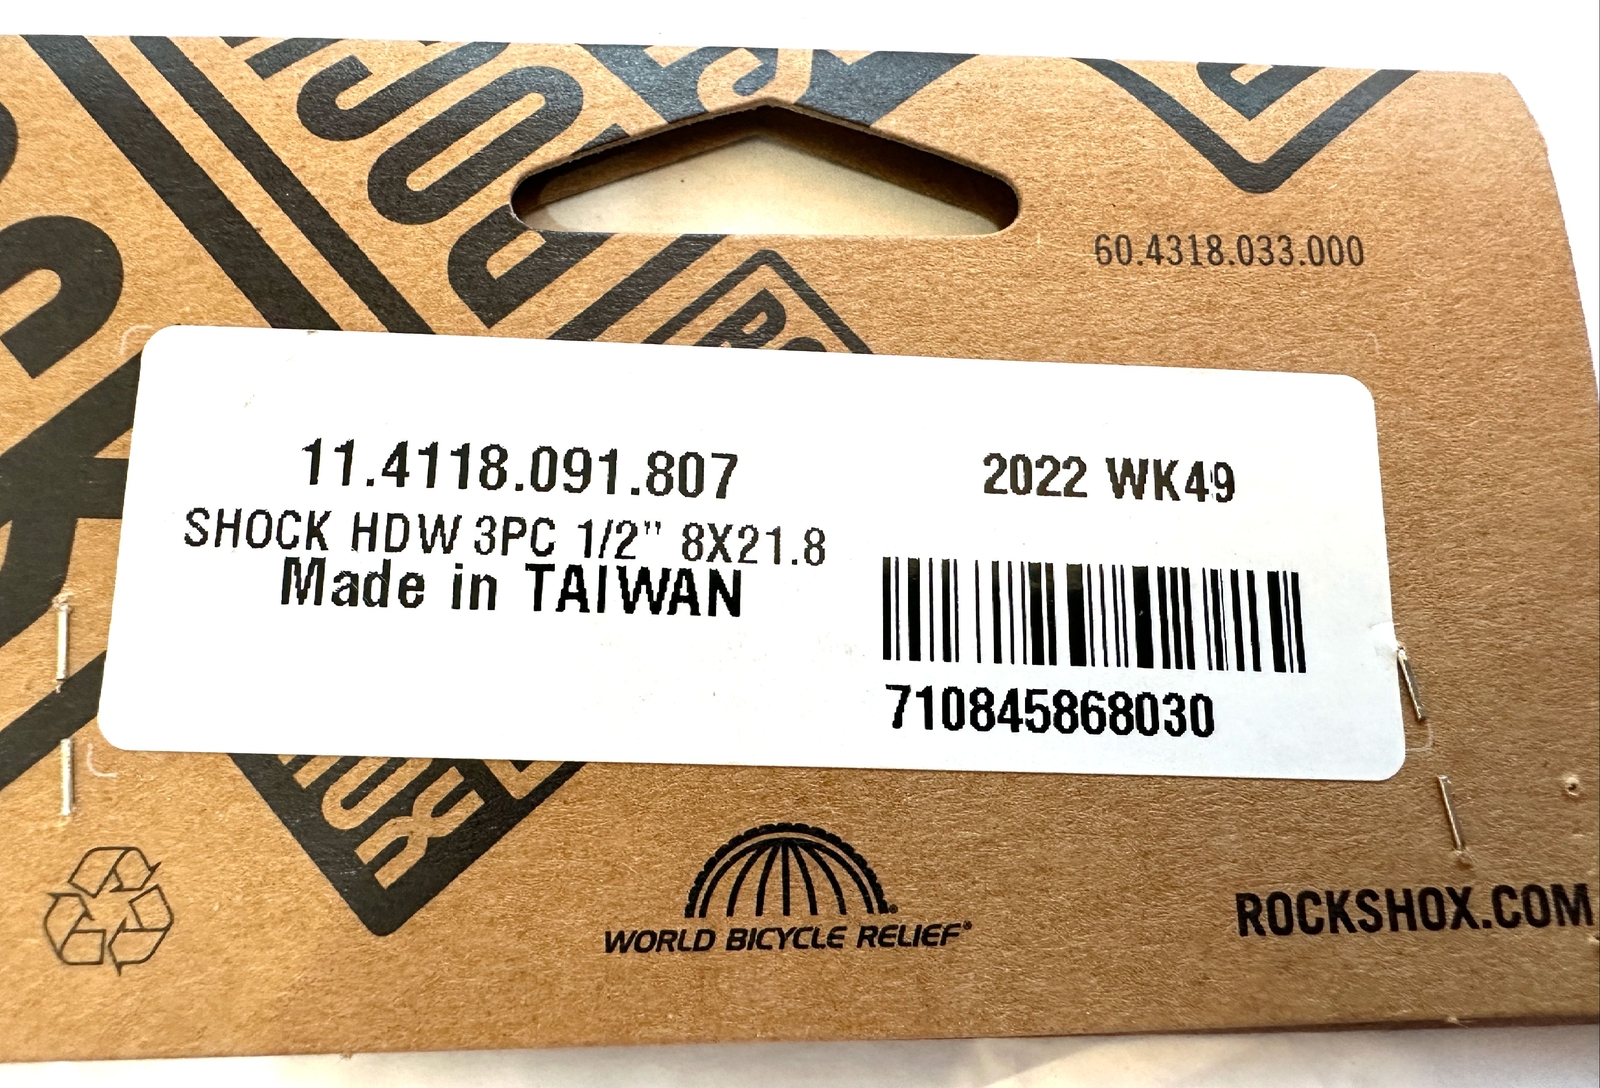 60.4318.033.000
11.4118.091.807
2022 WK49
SHOCK HDW 3PC 1/2" 8X21.8
Made in TAIWAN
710845868030
WORLD BICYCLE RELIEF®
ROCKSHOX.COM